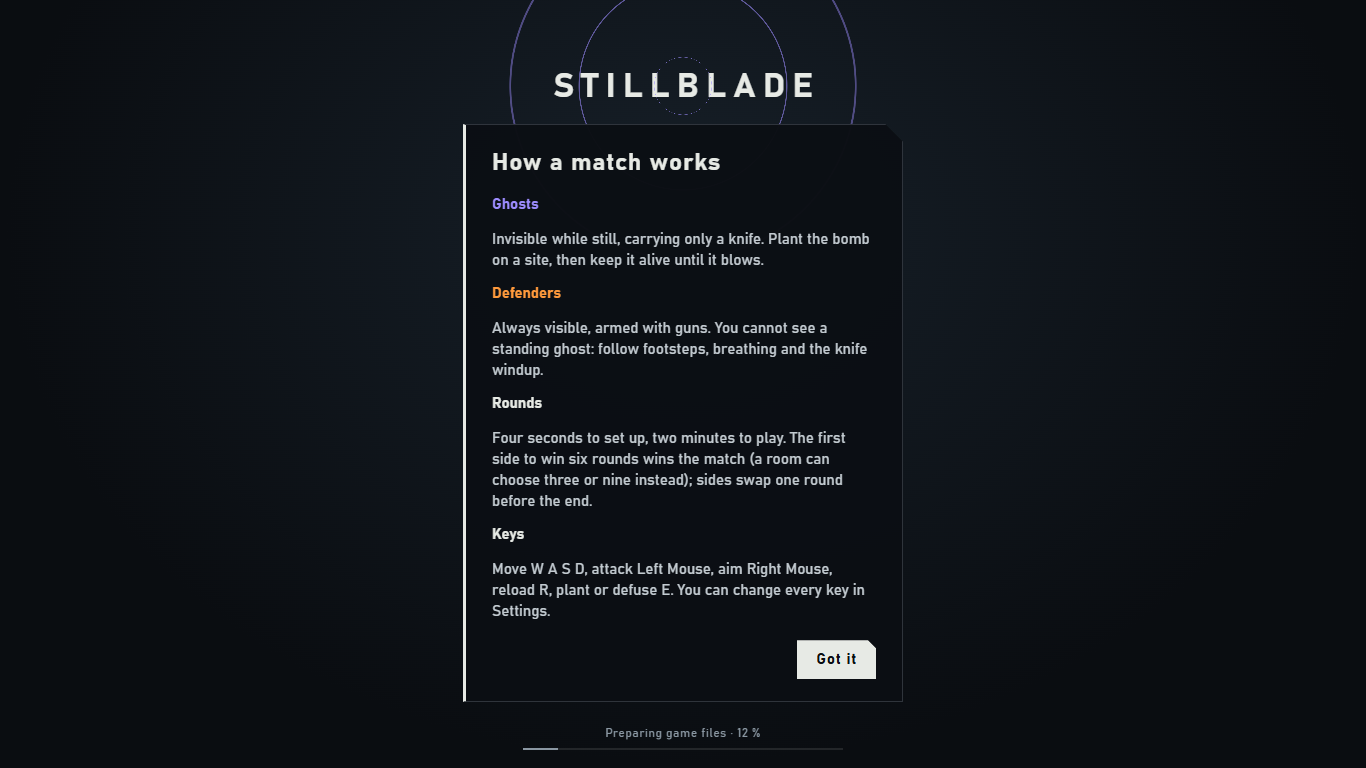 STILLBLADE
How a match works
Ghosts
Invisible while still, carrying only a knife. Plant the bomb
on a site, then keep it alive until it blows.
Defenders
Always visible, armed with guns. You cannot see a
standing ghost: follow footsteps, breathing and the knife
windup.
Rounds
Four seconds to set up, two minutes to play. The first
side to win six rounds wins the match (a room can
choose three or nine instead); sides swap one round
before the end.
Keys
Move W A S D, attack Left Mouse, aim Right Mouse,
reload R, plant or defuse E. You can change every key in
Settings.
Got it
Preparing game files · 12 %